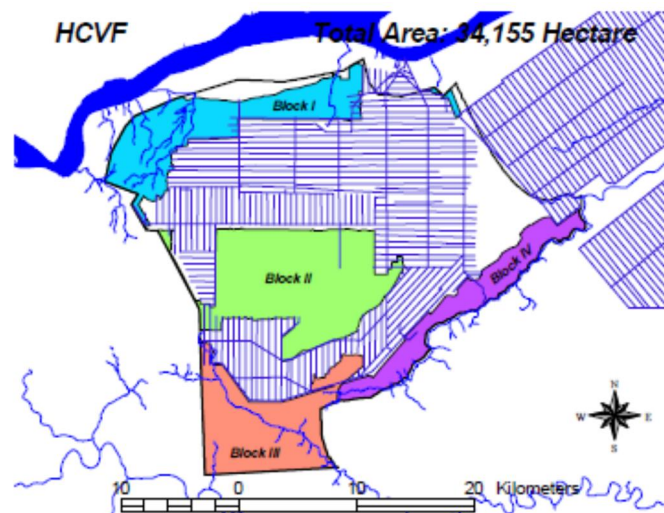 HCVF
Total Area: 34,155 Hectare
Block I
Block II
Block IV
Block III
N
W E
S
10 0 10 20 Kilometers